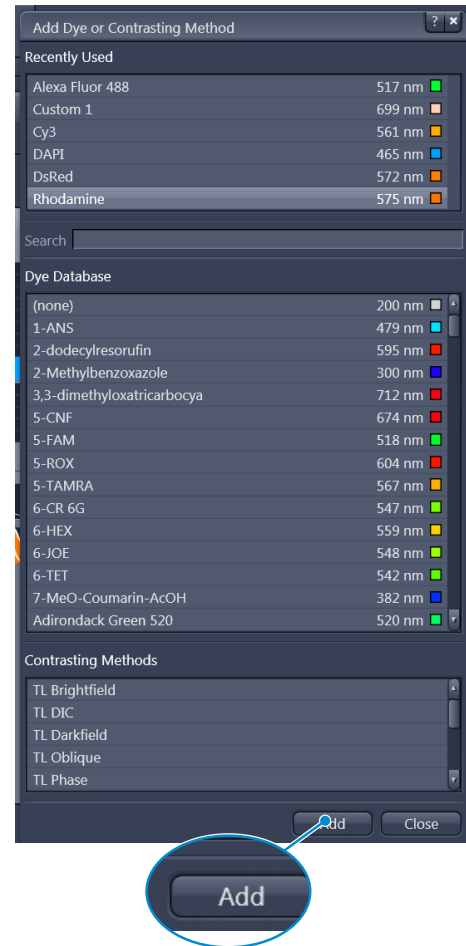 Add Dye or Contrasting Method ? ×
Recently Used
Alexa Fluor 488 517 nm
Custom 1 699 nm
Cy3 561 nm
DAPI 465 nm
DsRed 572 nm
Rhodamine 575 nm
Search
Dye Database
(none) 200 nm
1-ANS 479 nm
2-dodecylresorufin 595 nm
2-Methylbenzoxazole 300 nm
3,3-dimethyloxatricarbocya 712 nm
5-CNF 674 nm
5-FAM 518 nm
5-ROX 604 nm
5-TAMRA 567 nm
6-CR 6G 547 nm
6-HEX 559 nm
6-JOE 548 nm
6-TET 542 nm
7-MeO-Coumarin-AcOH 382 nm
Adirondack Green 520 520 nm
Contrasting Methods
TL Brightfield
TL DIC
TL Darkfield
TL Oblique
TL Phase
Add Close
Add